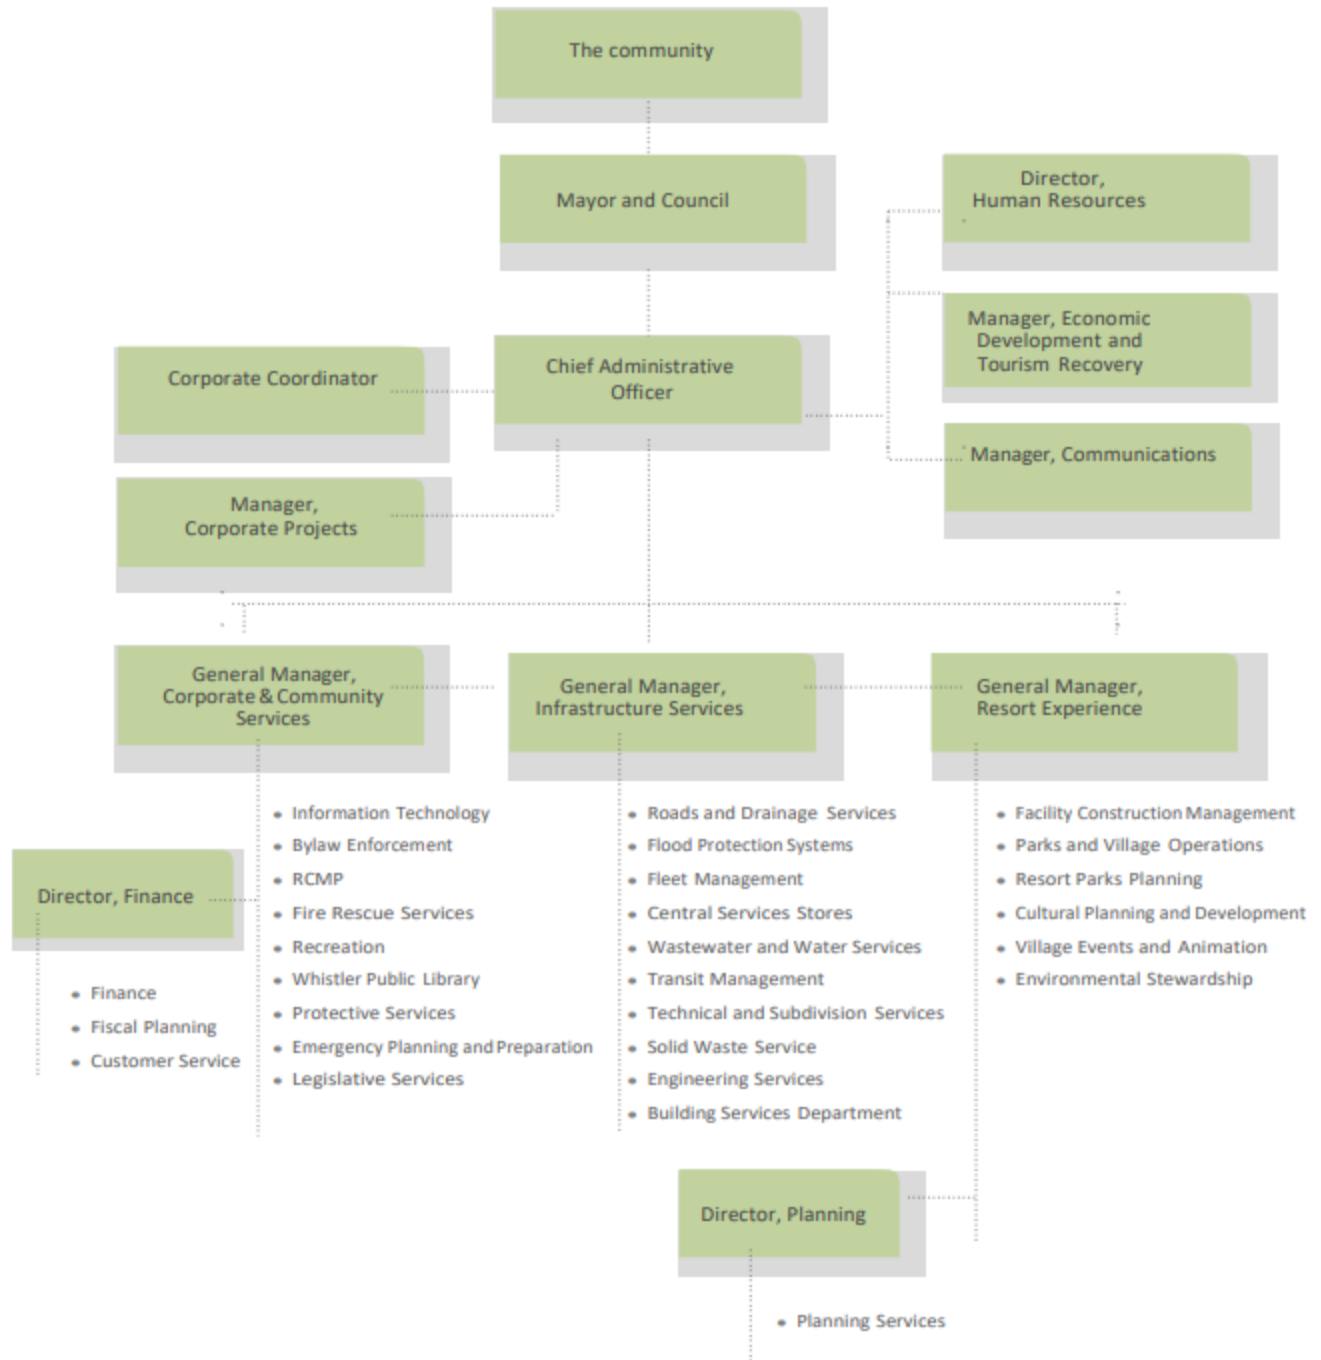 The community
Mayor and Council
Director,
Human Resources
Manager, Economic
Development and
Tourism Recovery
Manager, Communications
Chief Administrative
Officer
Corporate Coordinator
Manager,
Corporate Projects
General Manager,
Corporate & Community
Services
General Manager,
Infrastructure Services
General Manager,
Resort Experience
• Information Technology
• Bylaw Enforcement
• RCMP
• Fire Rescue Services
• Recreation
• Whistler Public Library
• Protective Services
• Emergency Planning and Preparation
• Legislative Services
Director, Finance
• Finance
• Fiscal Planning
• Customer Service
• Roads and Drainage Services
• Flood Protection Systems
• Fleet Management
• Central Services Stores
• Wastewater and Water Services
• Transit Management
• Technical and Subdivision Services
• Solid Waste Service
• Engineering Services
• Building Services Department
• Facility Construction Management
• Parks and Village Operations
• Resort Parks Planning
• Cultural Planning and Development
• Village Events and Animation
• Environmental Stewardship
Director, Planning
• Planning Services